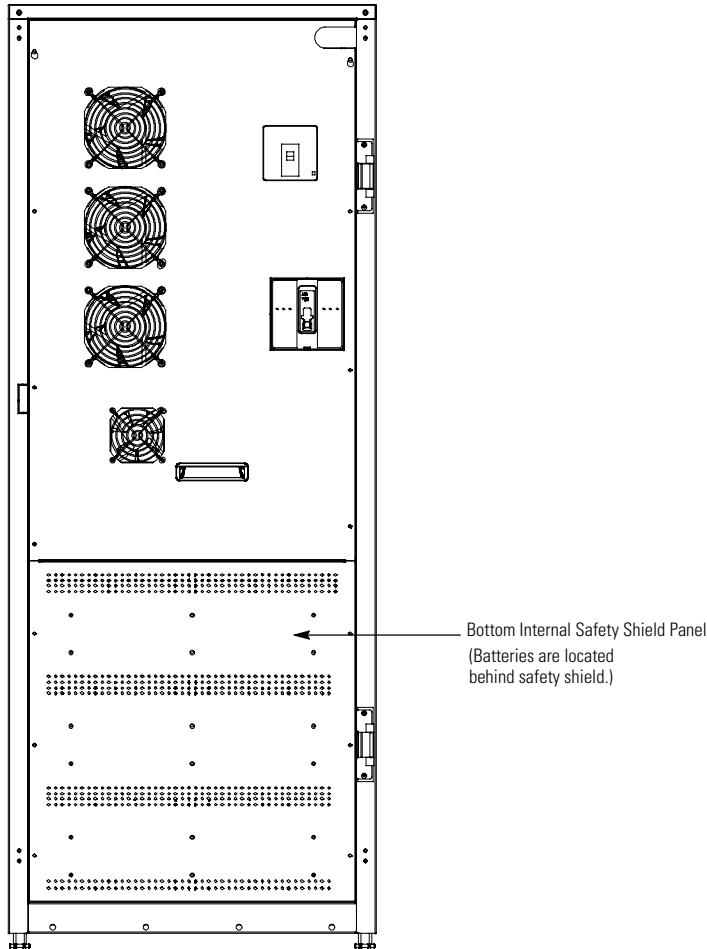 Bottom Internal Safety Shield Panel
(Batteries are located
behind safety shield.)